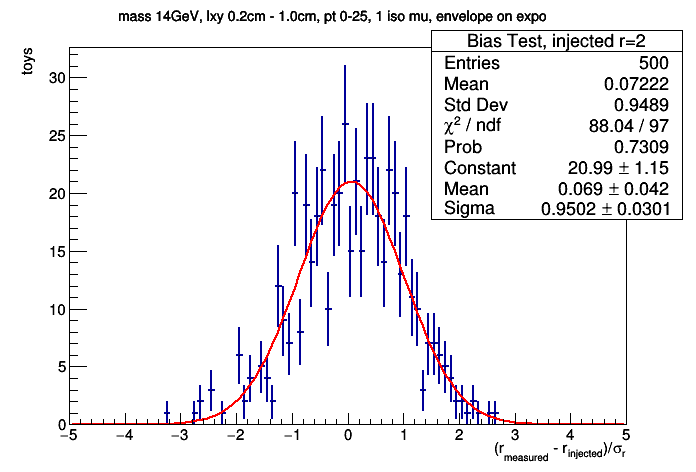 mass 14GeV, lxy 0.2cm - 1.0cm, pt 0-25, 1 iso mu, envelope on expo
Bias Test, injected r=2
Entries 500
Mean 0.07222
Std Dev 0.9489
χ² / ndf 88.04 / 97
Prob 0.7309
Constant 20.99 ± 1.15
Mean 0.069 ± 0.042
Sigma 0.9502 ± 0.0301
toys
30
25
20
15
10
5
0
−5 −4 −3 −2 −1 0 1 2 3 4 5
(r_measured - r_injected)/σ_r